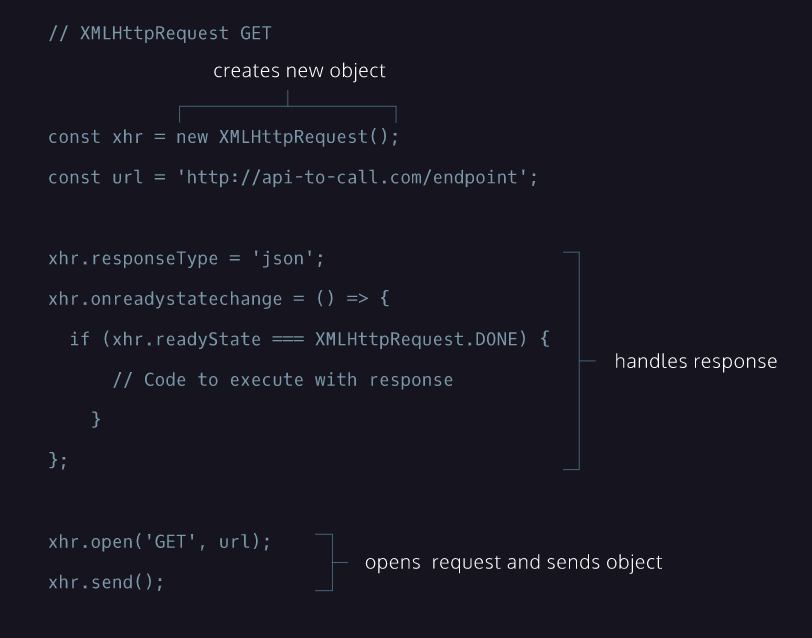 // XMLHttpRequest GET
creates new object
const xhr = new XMLHttpRequest();
const url = 'http://api-to-call.com/endpoint';
xhr.responseType = 'json';
xhr.onreadystatechange = () => {
if (xhr.readyState === XMLHttpRequest.DONE) {
// Code to execute with response
}
};
handles response
xhr.open('GET', url);
xhr.send();
opens  request and sends object